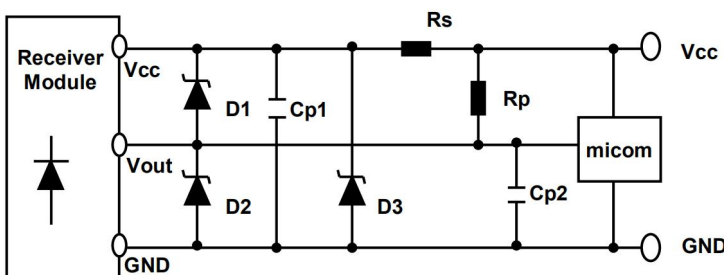 Rs
Receiver
Module
Vcc
Vcc
D1
Cp1
Rp
Vout
micom
D2
D3
Cp2
GND
GND